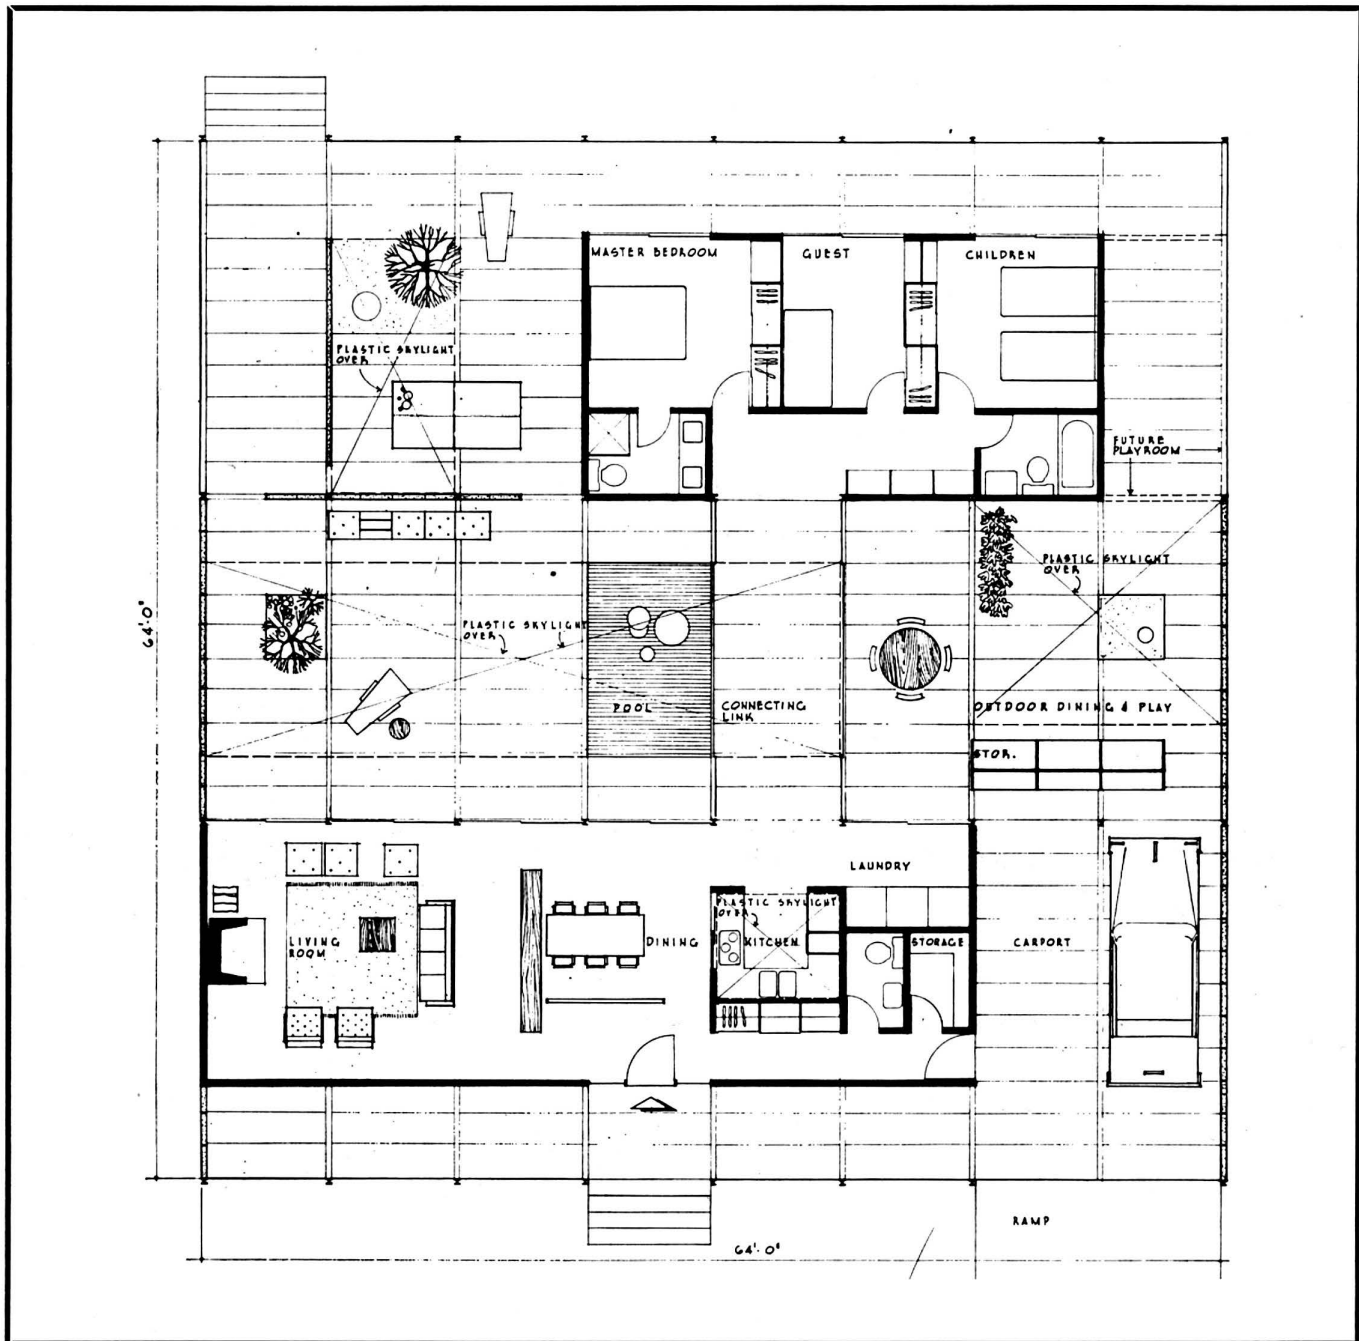 MASTER BEDROOM
GUEST
CHILDREN
PLASTIC SKYLIGHT
OVER
FUTURE
PLAYROOM
PLASTIC SKYLIGHT
OVER
64'-0"
PLASTIC SKYLIGHT
OVER
POOL
CONNECTING
LINK
OUTDOOR DINING & PLAY
STOR.
LAUNDRY
PLASTIC SKYLIGHT
OVER
LIVING
ROOM
DINING
KITCHEN
STORAGE
CARPORT
RAMP
64'-0"